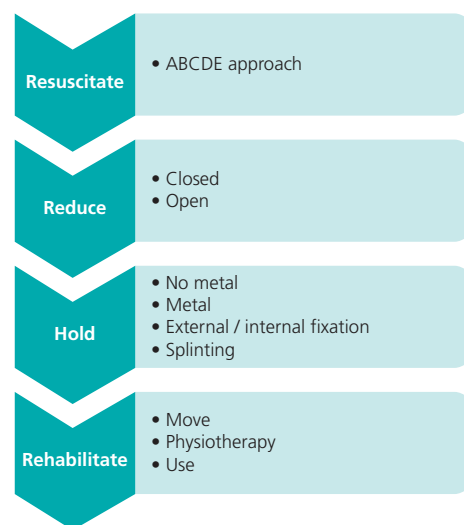 Resuscitate
• ABCDE approach
Reduce
• Closed
• Open
Hold
• No metal
• Metal
• External / internal fixation
• Splinting
Rehabilitate
• Move
• Physiotherapy
• Use